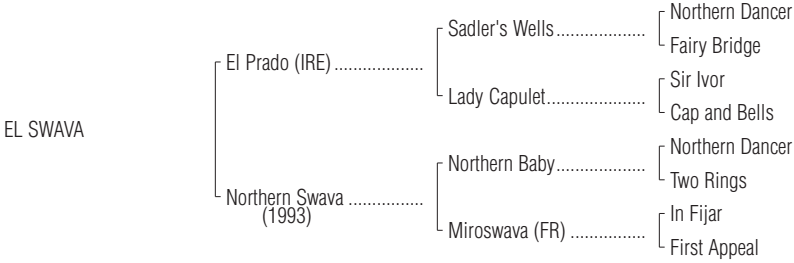 Northern Dancer
Sadler's Wells....................
Fairy Bridge
El Prado (IRE) ...................
Sir Ivor
Lady Capulet......................
Cap and Bells
EL SWAVA
Northern Dancer
Northern Baby....................
Two Rings
Northern Swava ................
(1993)
In Fijar
Miroswava (FR) ................
First Appeal